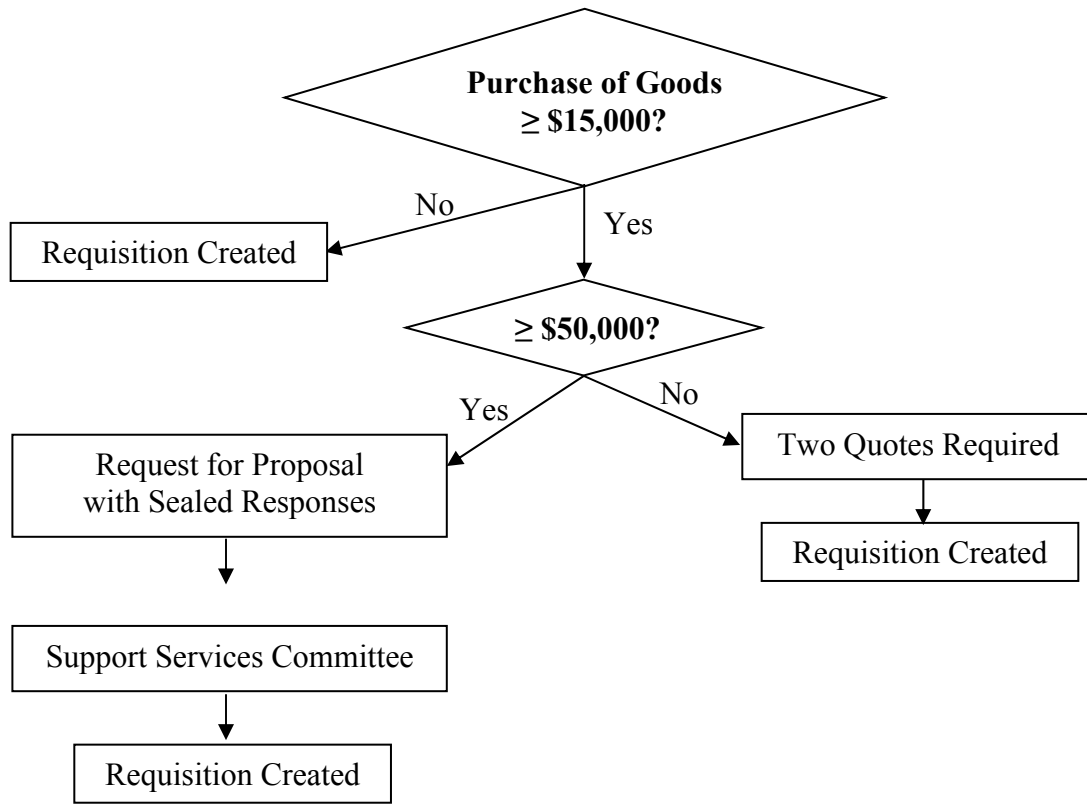 Purchase of Goods
≥ $15,000?
No
Yes
Requisition Created
≥ $50,000?
Yes
No
Request for Proposal
with Sealed Responses
Two Quotes Required
Requisition Created
Support Services Committee
Requisition Created